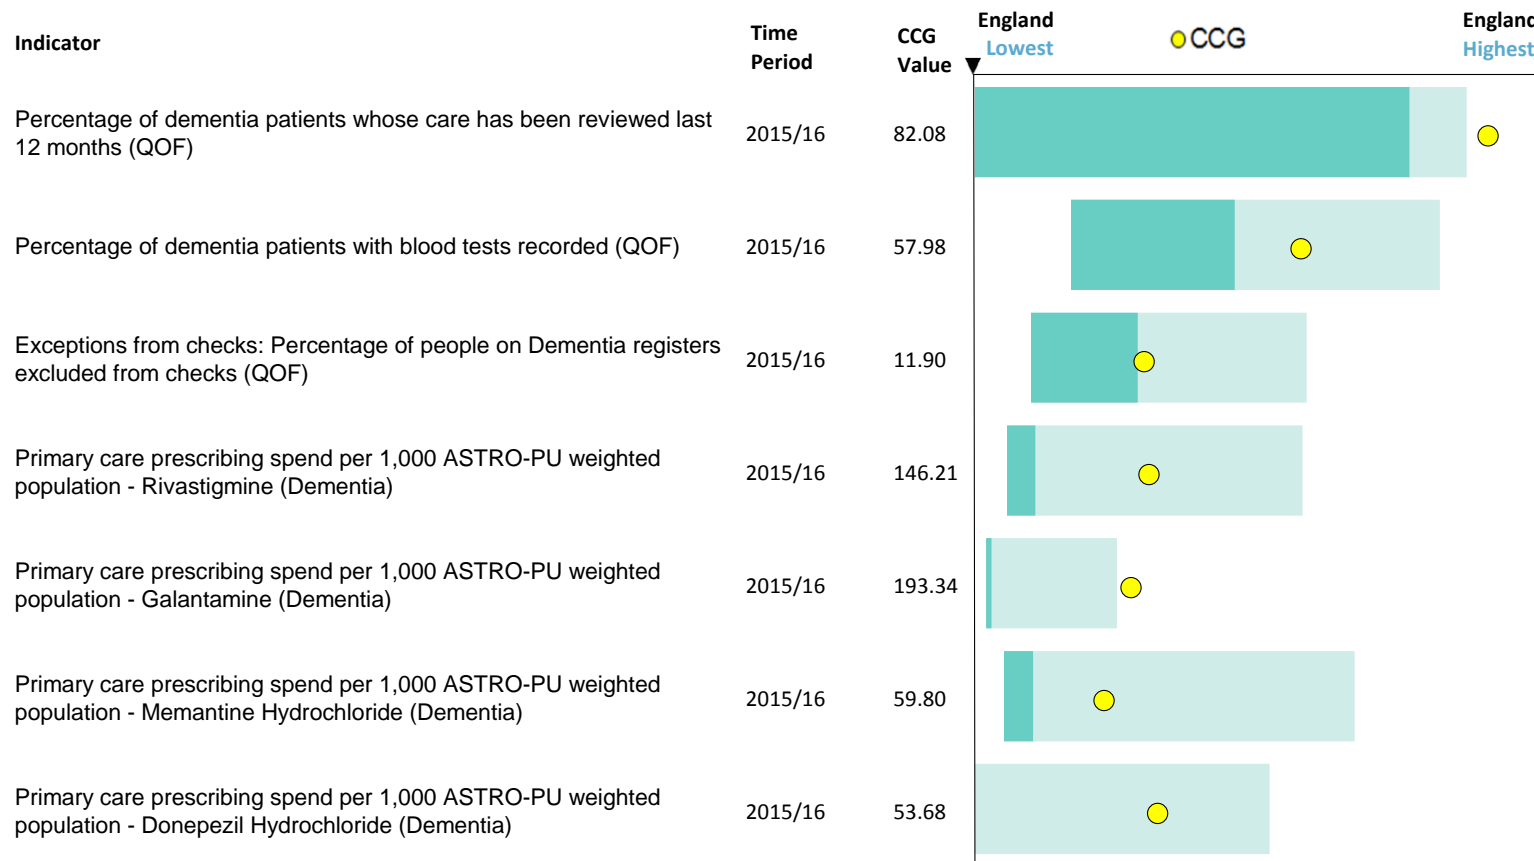 Indicator
Time
Period
CCG
Value
England
Lowest
CCG
England
Highest
Percentage of dementia patients whose care has been reviewed last
12 months (QOF)
2015/16
82.08
Percentage of dementia patients with blood tests recorded (QOF)
2015/16
57.98
Exceptions from checks: Percentage of people on Dementia registers
excluded from checks (QOF)
2015/16
11.90
Primary care prescribing spend per 1,000 ASTRO-PU weighted
population - Rivastigmine (Dementia)
2015/16
146.21
Primary care prescribing spend per 1,000 ASTRO-PU weighted
population - Galantamine (Dementia)
2015/16
193.34
Primary care prescribing spend per 1,000 ASTRO-PU weighted
population - Memantine Hydrochloride (Dementia)
2015/16
59.80
Primary care prescribing spend per 1,000 ASTRO-PU weighted
population - Donepezil Hydrochloride (Dementia)
2015/16
53.68